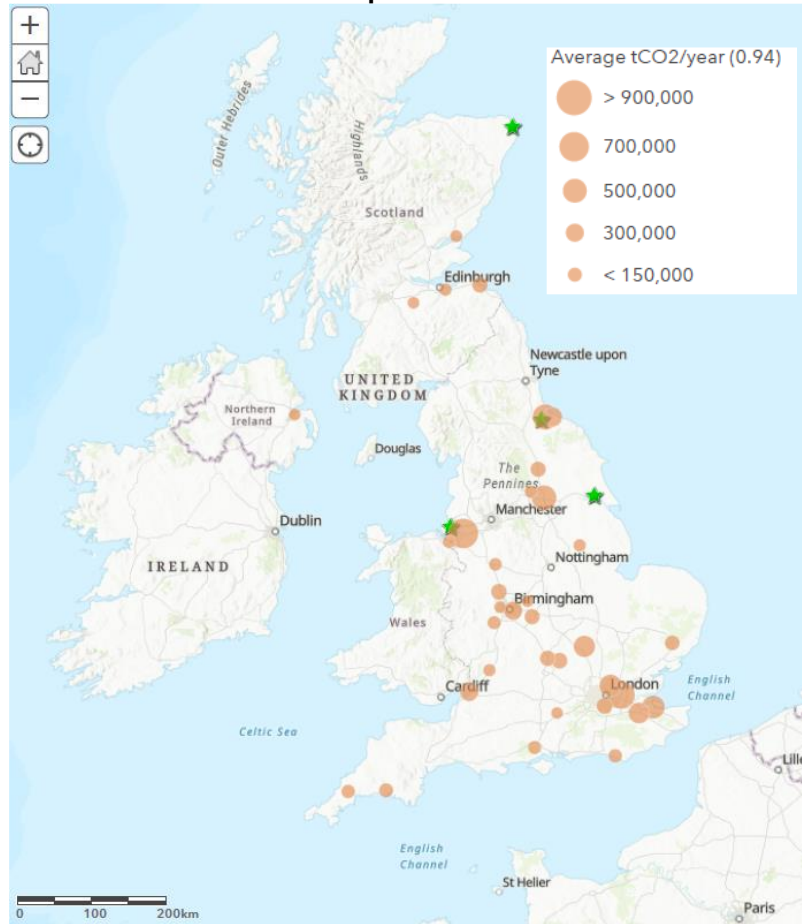 +
−
Average tCO2/year (0.94)
> 900,000
700,000
500,000
300,000
< 150,000
Outer Hebrides
Highlands
Scotland
Edinburgh
Newcastle upon
Tyne
UNITED
KINGDOM
Northern
Ireland
Douglas
The
Pennines
Manchester
Dublin
IRELAND
Nottingham
Birmingham
Wales
Cardiff
London
English
Channel
Celtic Sea
English
Channel
St Helier
Paris
0 100 200km